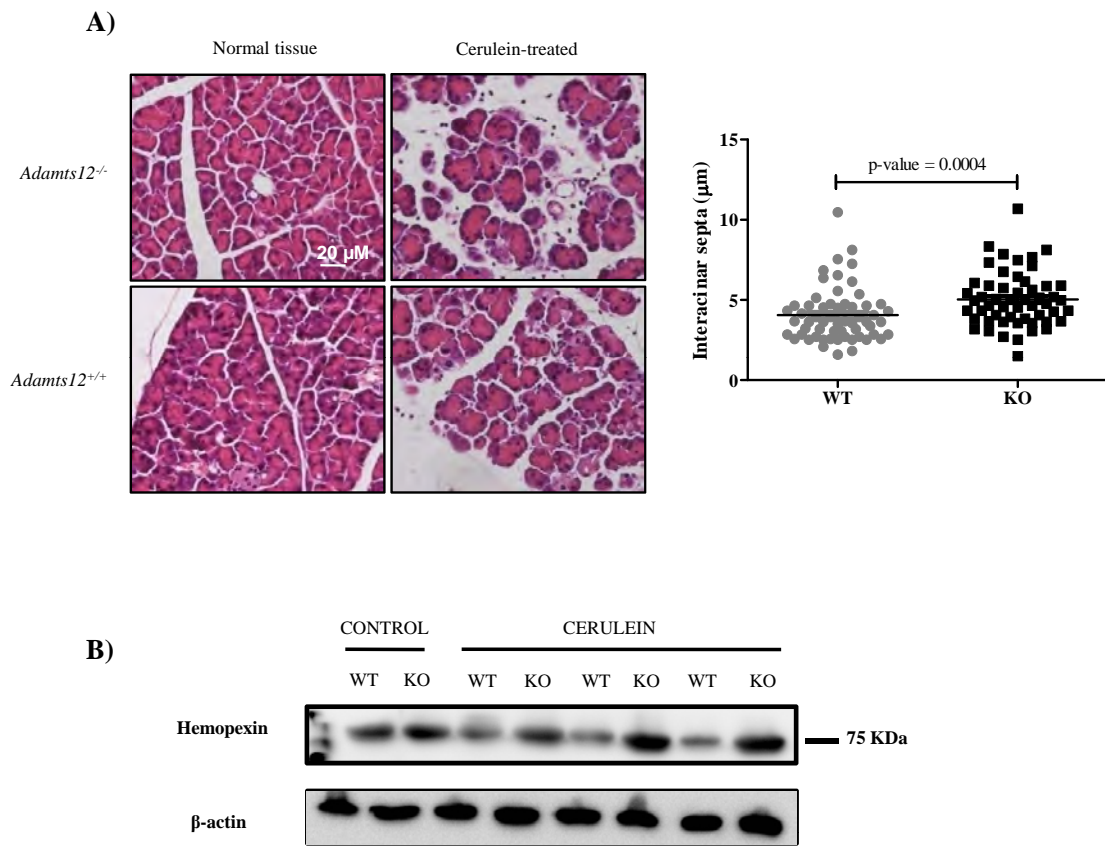 A)
Normal tissue
Cerulein-treated
Adamts12-/-
20 µM
Adamts12+/+
15
10
5
0
Interacinar septa (µm)
p-value = 0.0004
WT
KO
B)
CONTROL
CERULEIN
WT KO WT KO WT KO WT KO
Hemopexin
75 KDa
β-actin